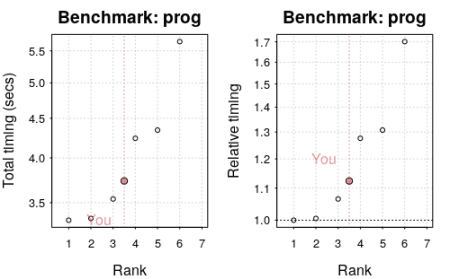 Benchmark: prog
Total timing (secs)
5.5
5.0
4.5
4.0
3.5
You
1 2 3 4 5 6 7
Rank
Benchmark: prog
Relative timing
1.7
1.6
1.5
1.4
1.3
1.2
1.1
1.0
You
1 2 3 4 5 6 7
Rank